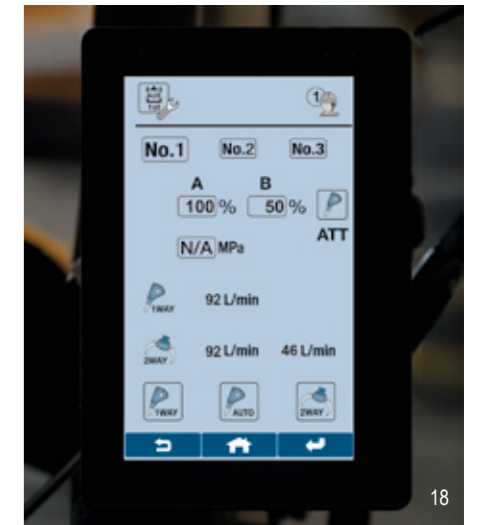 1
No.1 No.2 No.3
A B
100 % 50 %
ATT
N/A MPa
1WAY 92 L/min
2WAY 92 L/min 46 L/min
1WAY AUTO 2WAY
18